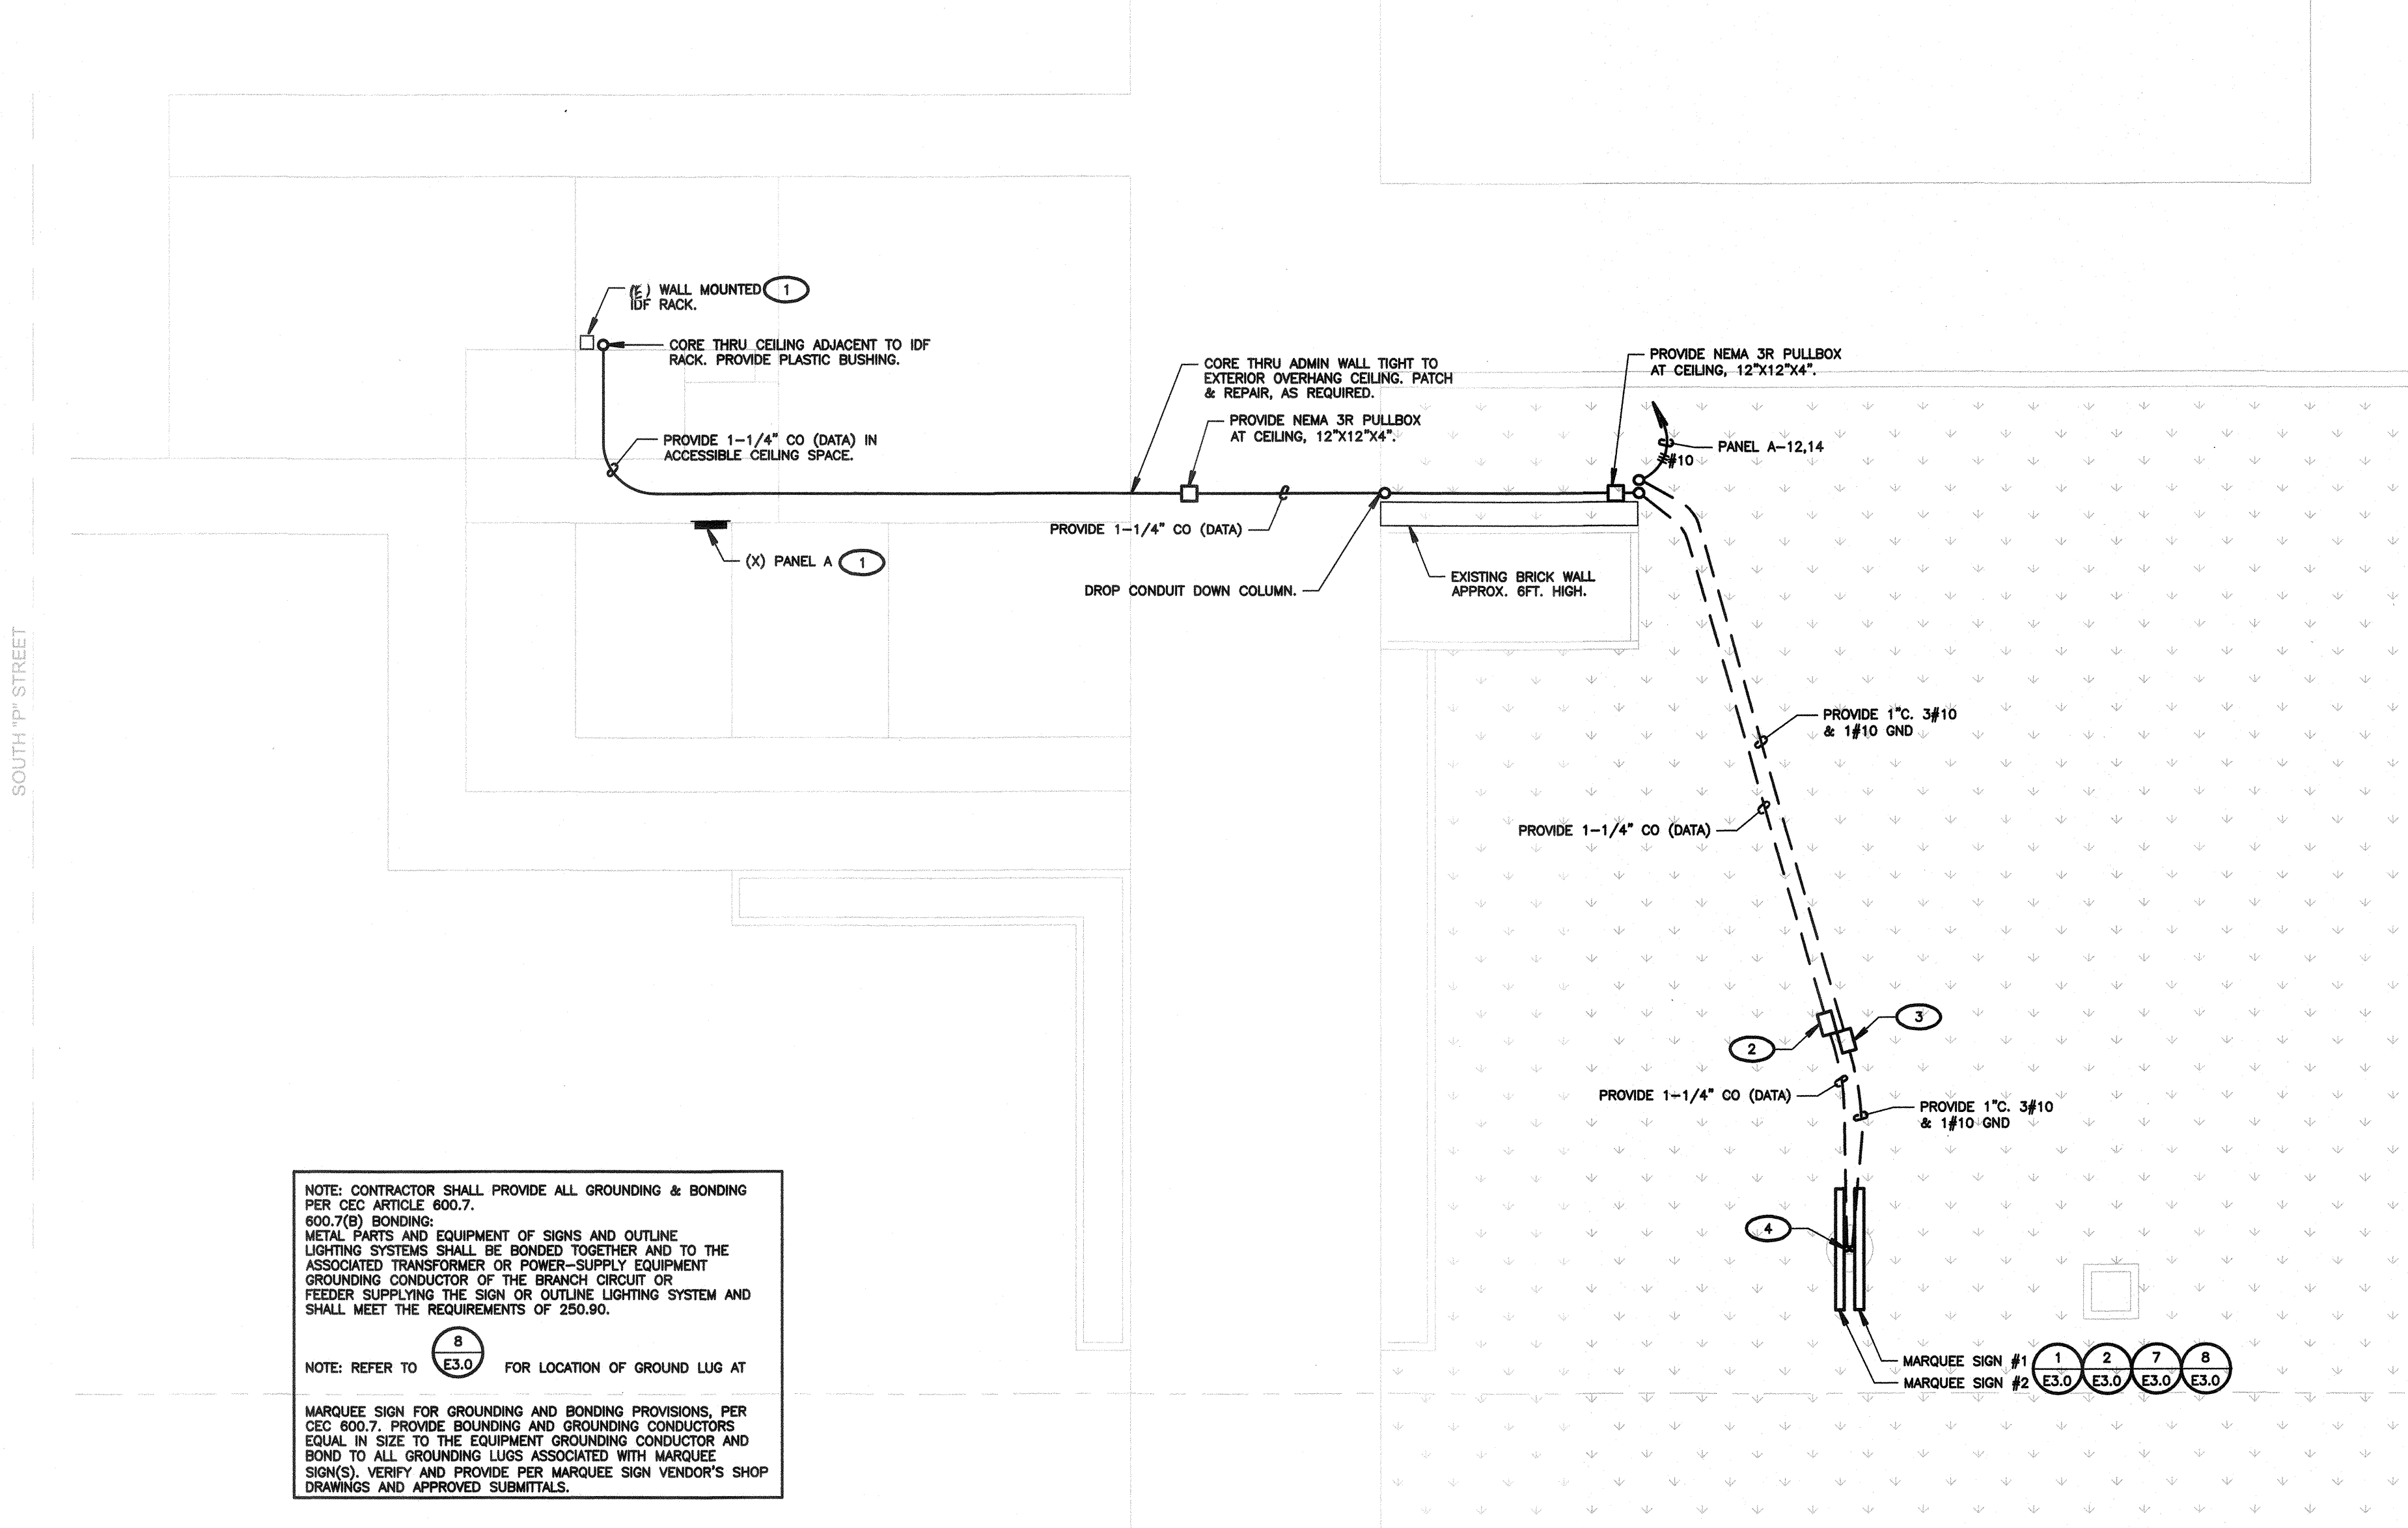 (E) WALL MOUNTED 1
IDF RACK.
CORE THRU CEILING ADJACENT TO IDF
RACK. PROVIDE PLASTIC BUSHING.
CORE THRU ADMIN WALL TIGHT TO
EXTERIOR OVERHANG CEILING. PATCH
& REPAIR, AS REQUIRED.
PROVIDE NEMA 3R PULLBOX
AT CEILING, 12"X12"X4".
PROVIDE NEMA 3R PULLBOX
AT CEILING, 12"X12"X4".
PROVIDE 1-1/4" CO (DATA) IN
ACCESSIBLE CEILING SPACE.
PANEL A-12,14
#10
PROVIDE 1-1/4" CO (DATA)
(X) PANEL A 1
DROP CONDUIT DOWN COLUMN.
EXISTING BRICK WALL
APPROX. 6FT. HIGH.
SOUTH "P" STREET
PROVIDE 1"C. 3#10
& 1#10 GND
PROVIDE 1-1/4" CO (DATA)
3
2
PROVIDE 1-1/4" CO (DATA)
PROVIDE 1"C. 3#10
& 1#10 GND
4
MARQUEE SIGN #1
MARQUEE SIGN #2
1 2 7 8
E3.0 E3.0 E3.0 E3.0
NOTE: CONTRACTOR SHALL PROVIDE ALL GROUNDING & BONDING
PER CEC ARTICLE 600.7.
600.7(B) BONDING:
METAL PARTS AND EQUIPMENT OF SIGNS AND OUTLINE
LIGHTING SYSTEMS SHALL BE BONDED TOGETHER AND TO THE
ASSOCIATED TRANSFORMER OR POWER-SUPPLY EQUIPMENT
GROUNDING CONDUCTOR OF THE BRANCH CIRCUIT OR
FEEDER SUPPLYING THE SIGN OR OUTLINE LIGHTING SYSTEM AND
SHALL MEET THE REQUIREMENTS OF 250.90.
8
E3.0
NOTE: REFER TO FOR LOCATION OF GROUND LUG AT
MARQUEE SIGN FOR GROUNDING AND BONDING PROVISIONS, PER
CEC 600.7. PROVIDE BOUNDING AND GROUNDING CONDUCTORS
EQUAL IN SIZE TO THE EQUIPMENT GROUNDING CONDUCTOR AND
BOND TO ALL GROUNDING LUGS ASSOCIATED WITH MARQUEE
SIGN(S). VERIFY AND PROVIDE PER MARQUEE SIGN VENDOR'S SHOP
DRAWINGS AND APPROVED SUBMITTALS.